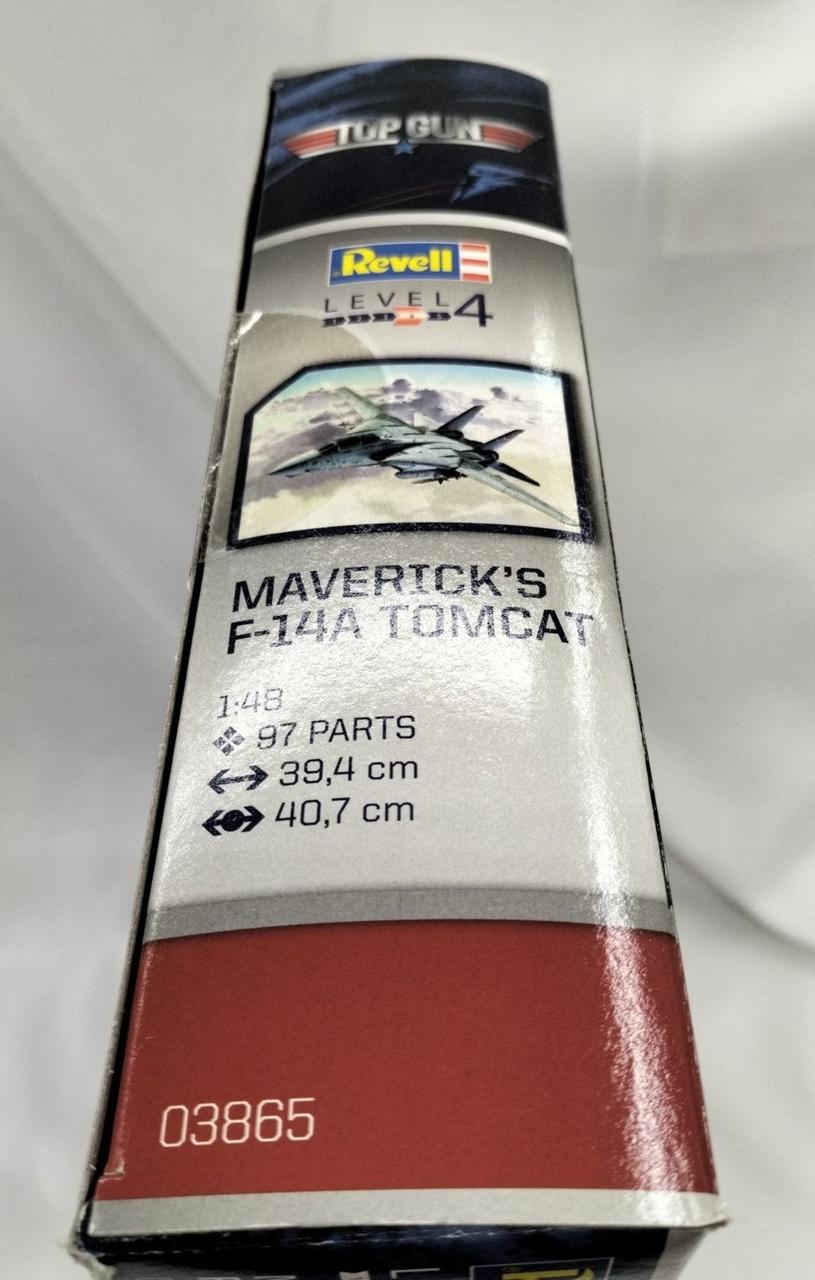 TOP GUN
Revell
LEVEL 4
MAVERICK'S
F-14A TOMCAT
1:48
97 PARTS
39,4 cm
40,7 cm
03865